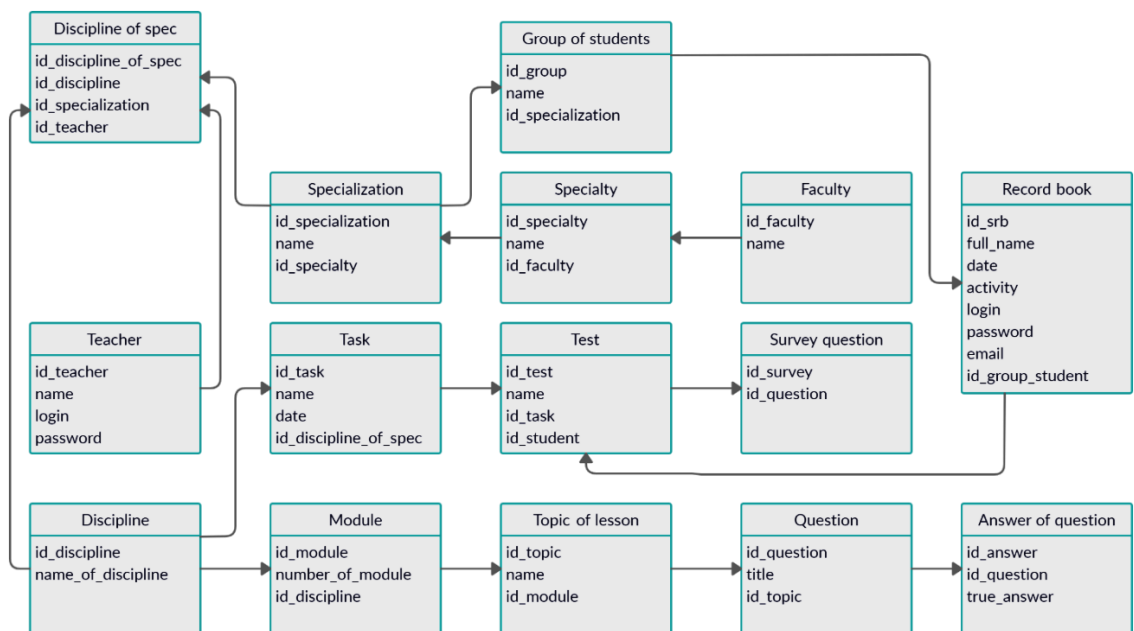 Discipline of spec
id_discipline_of_spec
id_discipline
id_specialization
id_teacher
Group of students
id_group
name
id_specialization
Specialization
id_specialization
name
id_specialty
Specialty
id_specialty
name
id_faculty
Faculty
id_faculty
name
Record book
id_srb
full_name
date
activity
login
password
email
id_group_student
Teacher
id_teacher
name
login
password
Task
id_task
name
date
id_discipline_of_spec
Test
id_test
name
id_task
id_student
Survey question
id_survey
id_question
Discipline
id_discipline
name_of_discipline
Module
id_module
number_of_module
id_discipline
Topic of lesson
id_topic
name
id_module
Question
id_question
title
id_topic
Answer of question
id_answer
id_question
true_answer